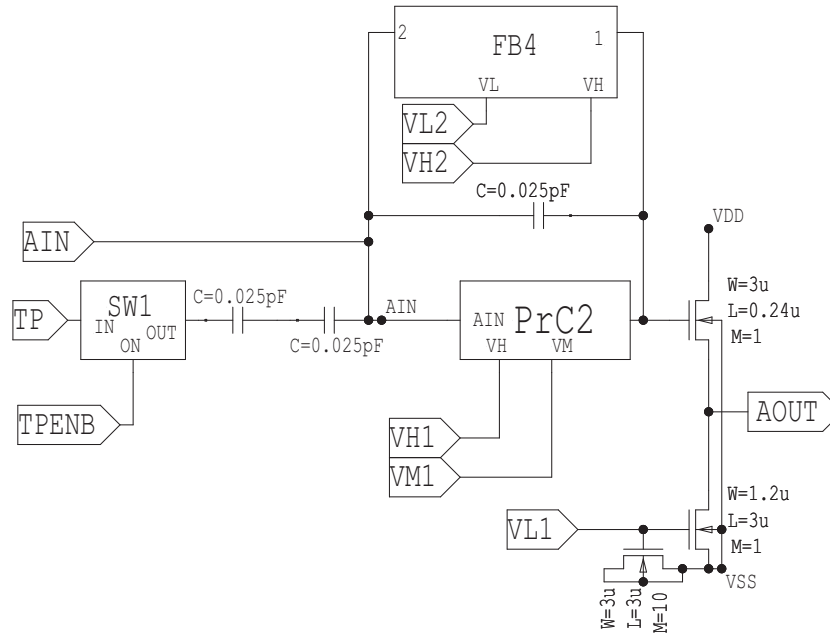 2
FB4
1
VL
VH
VL2
VH2
C=0.025pF
VDD
AIN
W=3u
L=0.24u
M=1
TP
SW1
IN
OUT
ON
C=0.025pF
C=0.025pF
AIN
AIN
PrC2
VH
VM
AOUT
TPENB
VH1
VM1
W=1.2u
L=3u
M=1
VL1
VSS
W=3u
L=3u
M=10